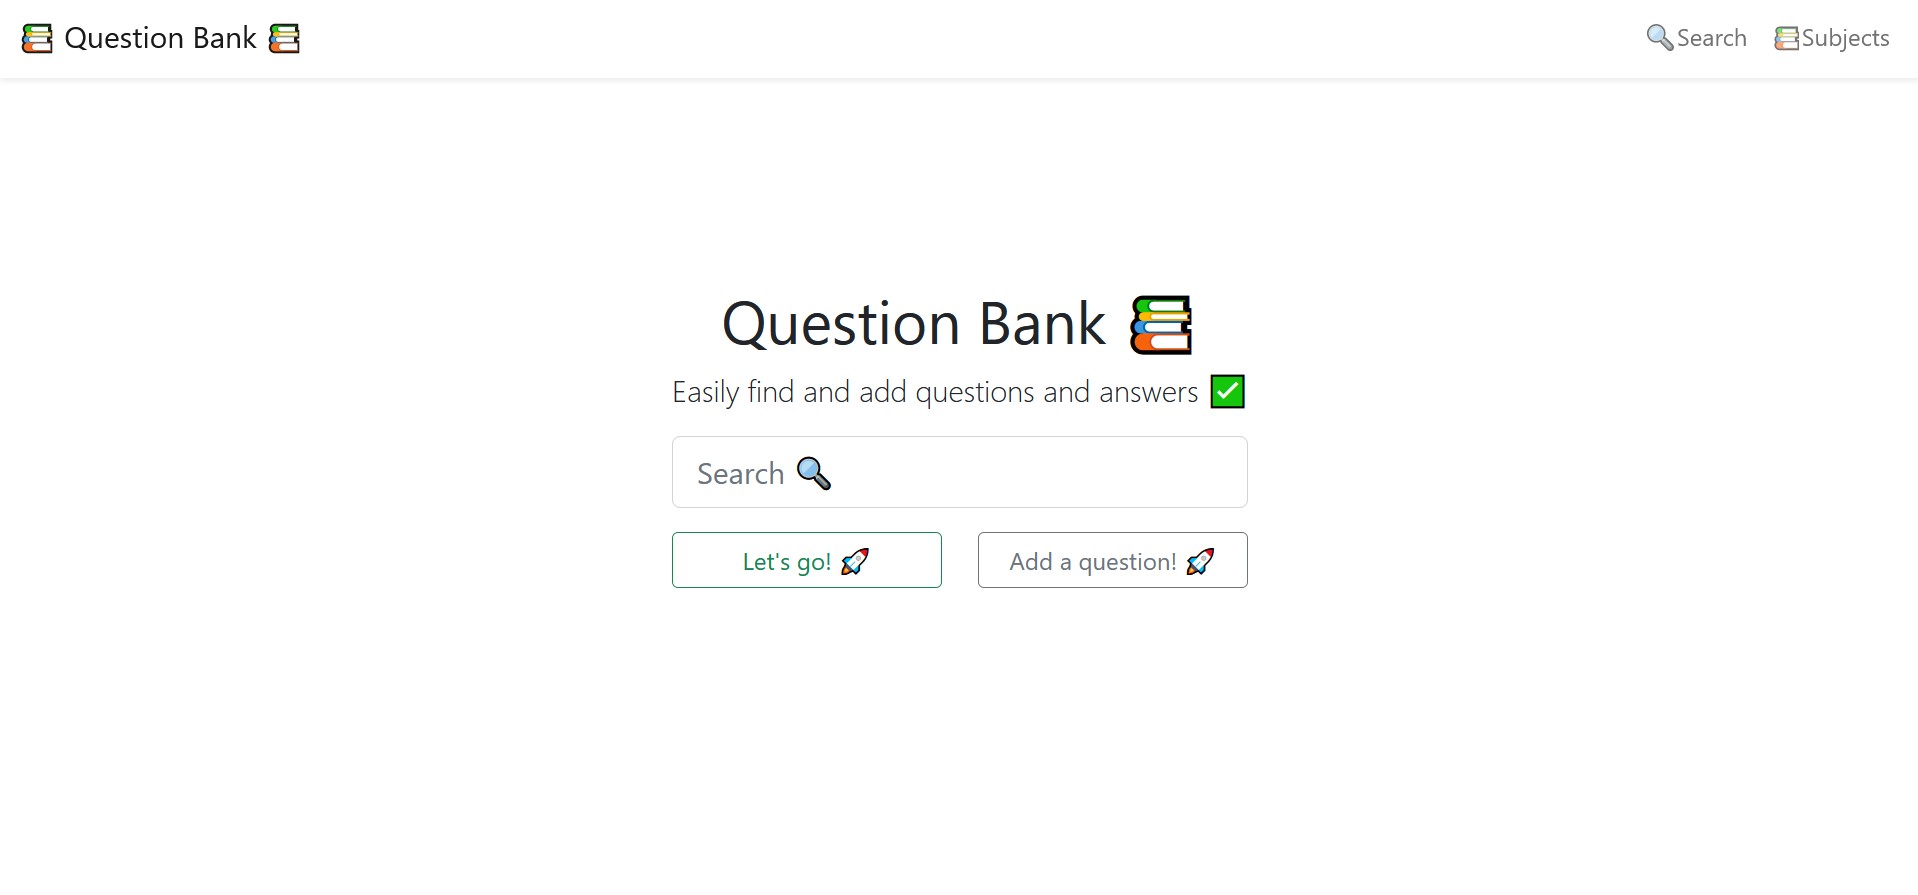 Question Bank
Search Subjects
Question Bank
Easily find and add questions and answers
Search
Let's go! Add a question!